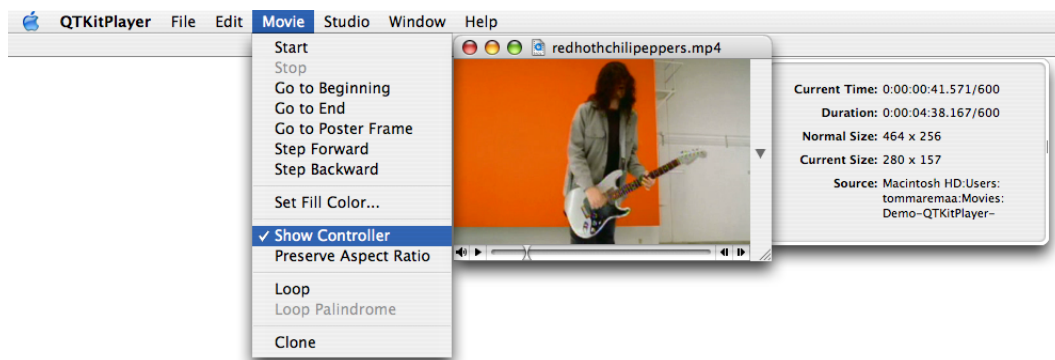 QTKitPlayer File Edit Movie Studio Window Help
Start
Stop
Go to Beginning
Go to End
Go to Poster Frame
Step Forward
Step Backward
Set Fill Color...
✓ Show Controller
Preserve Aspect Ratio
Loop
Loop Palindrome
Clone
redhothchilipeppers.mp4
Current Time: 0:00:00:41.571/600
Duration: 0:00:04:38.167/600
Normal Size: 464 x 256
Current Size: 280 x 157
Source: Macintosh HD:Users:
tommaremaa:Movies:
Demo-QTKitPlayer-